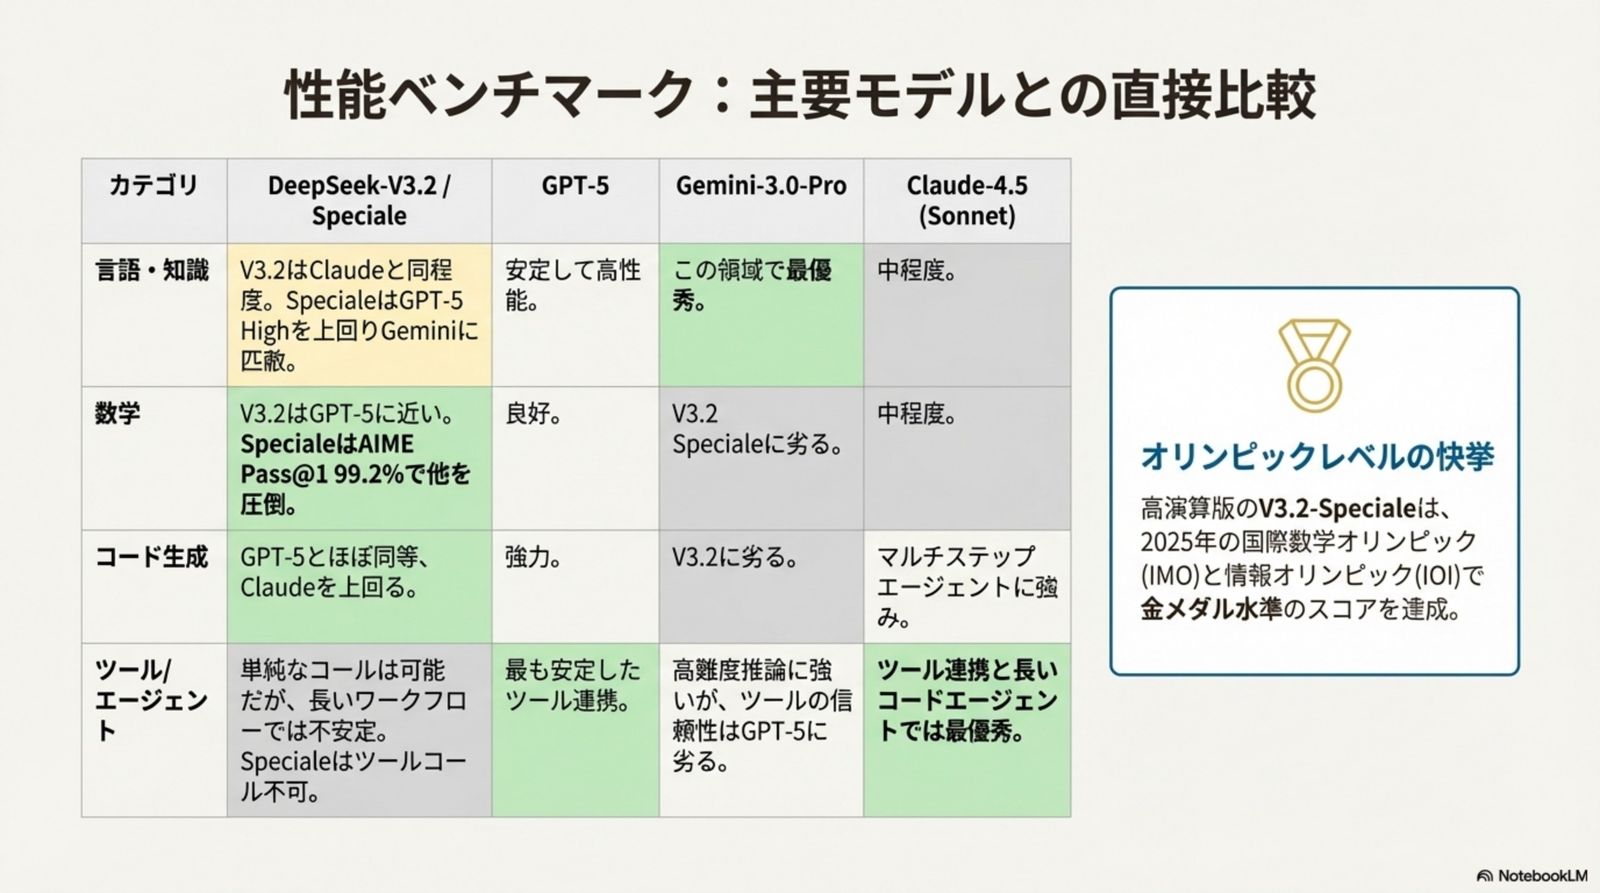 性能ベンチマーク：主要モデルとの直接比較
カテゴリ
DeepSeek-V3.2 /
Speciale
GPT-5
Gemini-3.0-Pro
Claude-4.5
(Sonnet)
言語・知識
V3.2はClaudeと同程
度。SpecialeはGPT-5
Highを上回りGeminiに
匹敵。
安定して高性
能。
この領域で最優
秀。
中程度。
数学
V3.2はGPT-5に近い。
SpecialeはAIME
Pass@1 99.2%で他を
圧倒。
良好。
V3.2
Specialeに劣る。
中程度。
コード生成
GPT-5とほぼ同等、
Claudeを上回る。
強力。
V3.2に劣る。
マルチステップ
エージェントに強
み。
ツール/
エージェン
ト
単純なコールは可能
だが、長いワークフロ
ーでは不安定。
Specialeはツールコー
ル不可。
最も安定した
ツール連携。
高難度推論に強
いが、ツールの信
頼性はGPT-5に
劣る。
ツール連携と長い
コードエージェン
トでは最優秀。
オリンピックレベルの快挙
高演算版のV3.2-Specialeは、
2025年の国際数学オリンピック
(IMO)と情報オリンピック(IOI)で
金メダル水準のスコアを達成。
NotebookLM